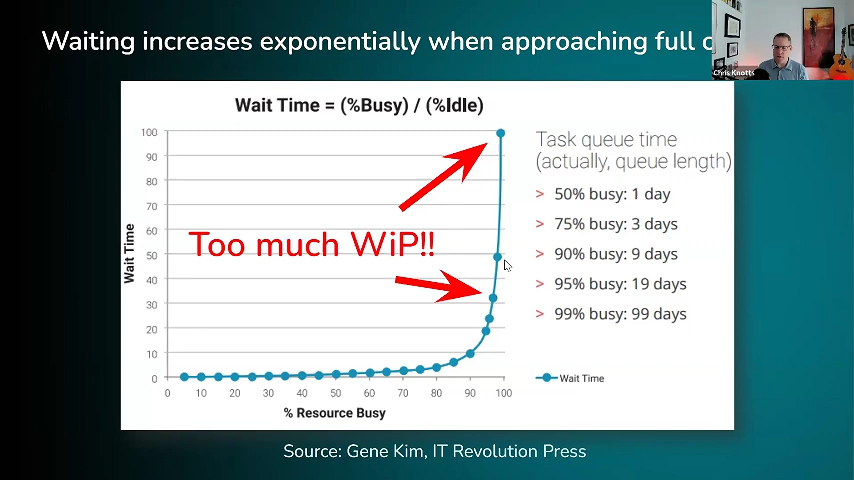 Waiting increases exponentially when approaching full c
Chris Knotts
Wait Time = (%Busy) / (%Idle)
100
90
80
70
60
50
40
30
20
10
0
Wait Time
0 10 20 30 40 50 60 70 80 90 100
% Resource Busy
Too much WiP!!
Task queue time
(actually, queue length)
> 50% busy: 1 day
> 75% busy: 3 days
> 90% busy: 9 days
> 95% busy: 19 days
> 99% busy: 99 days
Wait Time
Source: Gene Kim, IT Revolution Press